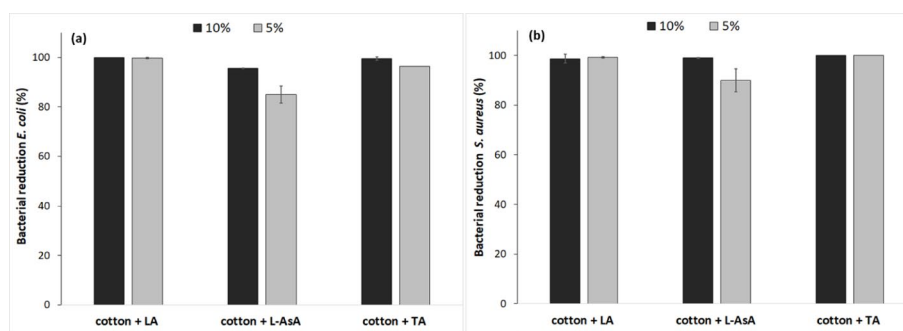 (a)
10% 5%
Bacterial reduction E. coli (%)
100
80
60
40
20
0
cotton + LA cotton + L-AsA cotton + TA
(b)
10% 5%
Bacterial reduction S. aureus (%)
100
80
60
40
20
0
cotton + LA cotton + L-AsA cotton + TA